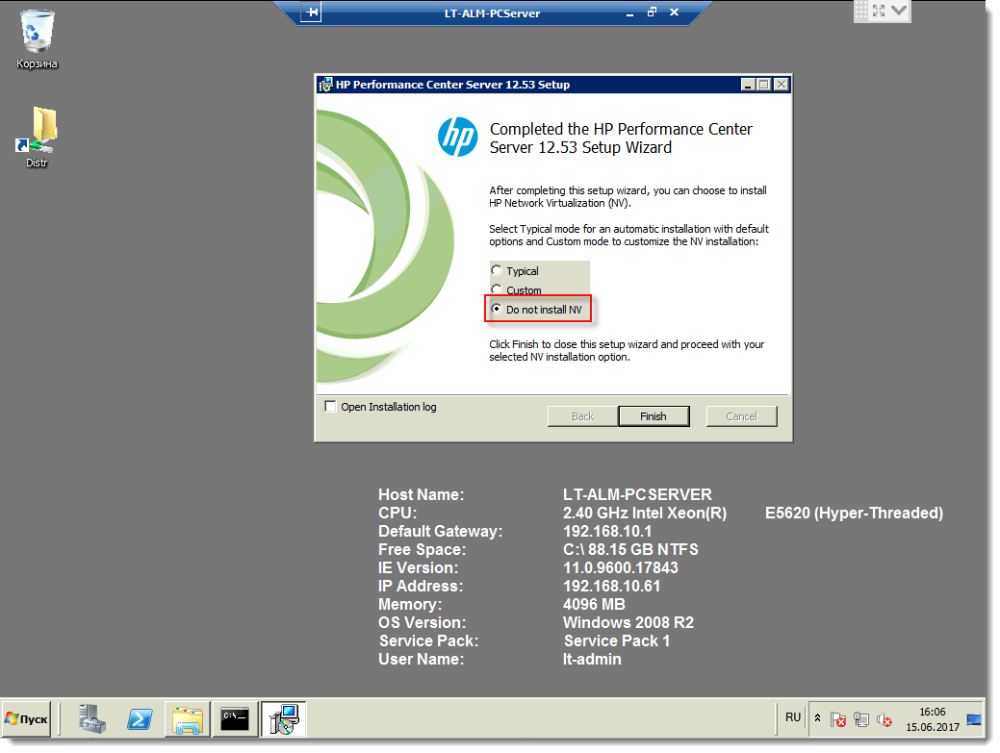 LT-ALM-PCServer
Корзина
Distr
HP Performance Center Server 12.53 Setup
hp
Completed the HP Performance Center
Server 12.53 Setup Wizard
After completing this setup wizard, you can choose to install
HP Network Virtualization (NV).
Select Typical mode for an automatic installation with default
options and Custom mode to customize the NV installation:
Typical
Custom
Do not install NV
Click Finish to close this setup wizard and proceed with your
selected NV installation option.
Open Installation log
Back
Finish
Cancel
Host Name: LT-ALM-PCSERVER
CPU: 2.40 GHz Intel Xeon(R) E5620 (Hyper-Threaded)
Default Gateway: 192.168.10.1
Free Space: C:\ 88.15 GB NTFS
IE Version: 11.0.9600.17843
IP Address: 192.168.10.61
Memory: 4096 MB
OS Version: Windows 2008 R2
Service Pack: Service Pack 1
User Name: lt-admin
Пуск
C:\
RU
16:06
15.06.2017